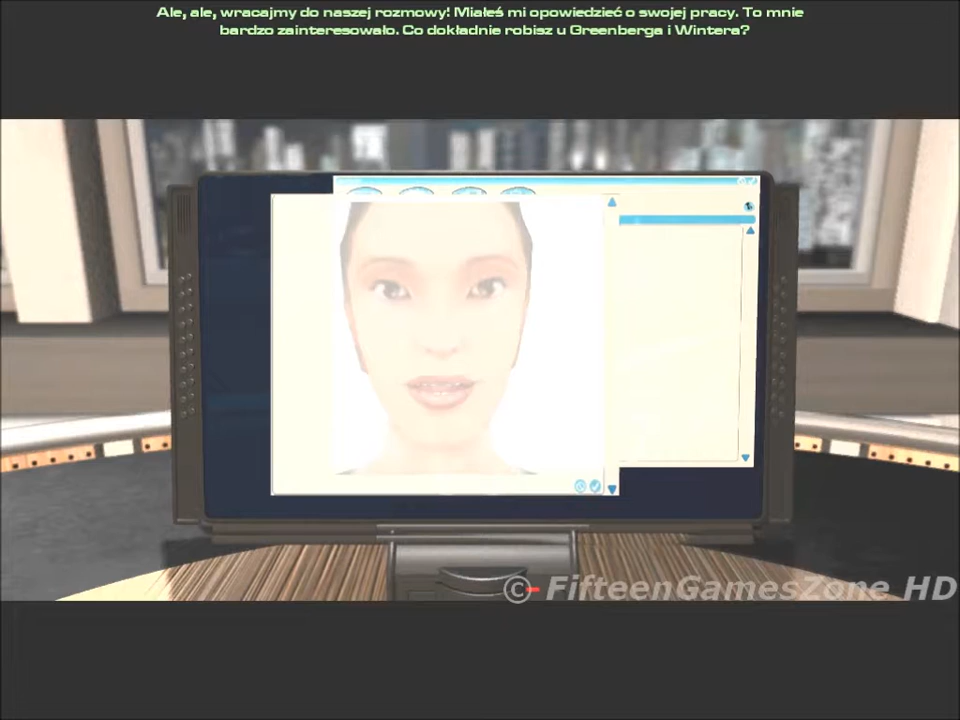 Ale, ale, wracajmy do naszej rozmowy! Miałeś mi opowiedzieć o swojej pracy. To mnie
bardzo zainteresowało. Co dokładnie robisz u Greenberga i Wintera?
© FifteenGamesZone HD